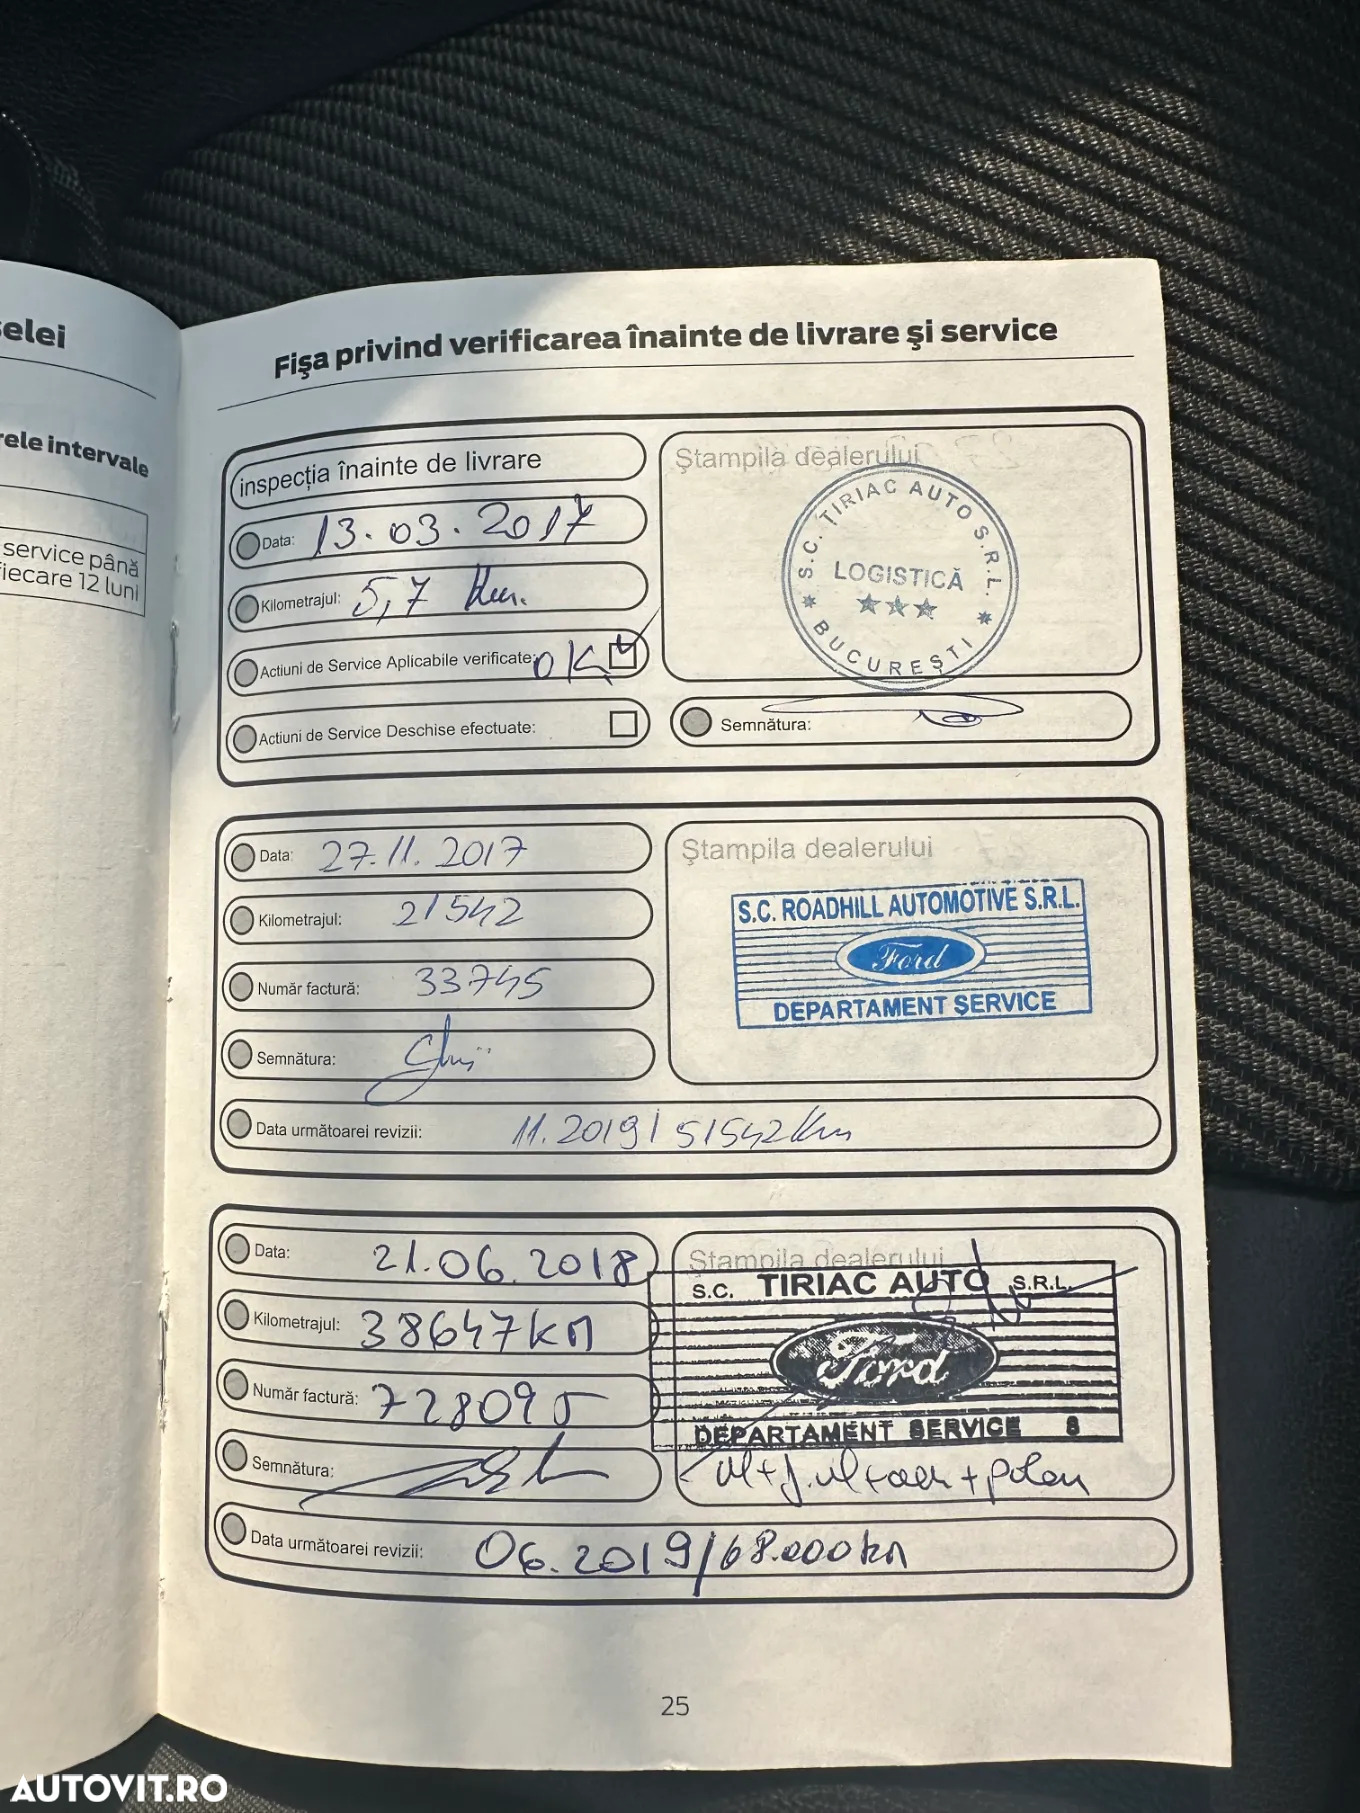 selei
rele intervale
service până
fiecare 12 luni
Fişa privind verificarea înainte de livrare şi service
inspecţia înainte de livrare
Data: 13.03.2017
Kilometrajul: 5,7 km.
Actiuni de Service Aplicabile verificate: OK
Actiuni de Service Deschise efectuate:
Ştampila dealerului
S.C. TIRIAC AUTO S.R.L.
LOGISTICĂ
BUCUREŞTI
Semnătura:
Data: 27.11.2017
Kilometrajul: 21542
Număr factură: 33745
Semnătura:
Ştampila dealerului
S.C. ROADHILL AUTOMOTIVE S.R.L.
Ford
DEPARTAMENT SERVICE
Data următoarei revizii: 11.2019 / 51542 km
Data: 21.06.2018
Kilometrajul: 38647 km
Număr factură: 728095
Semnătura:
Ştampila dealerului
S.C. TIRIAC AUTO S.R.L.
Ford
DEPARTAMENT SERVICE 8
Data următoarei revizii: 06.2019/68.000 km
25
AUTOVIT.RO